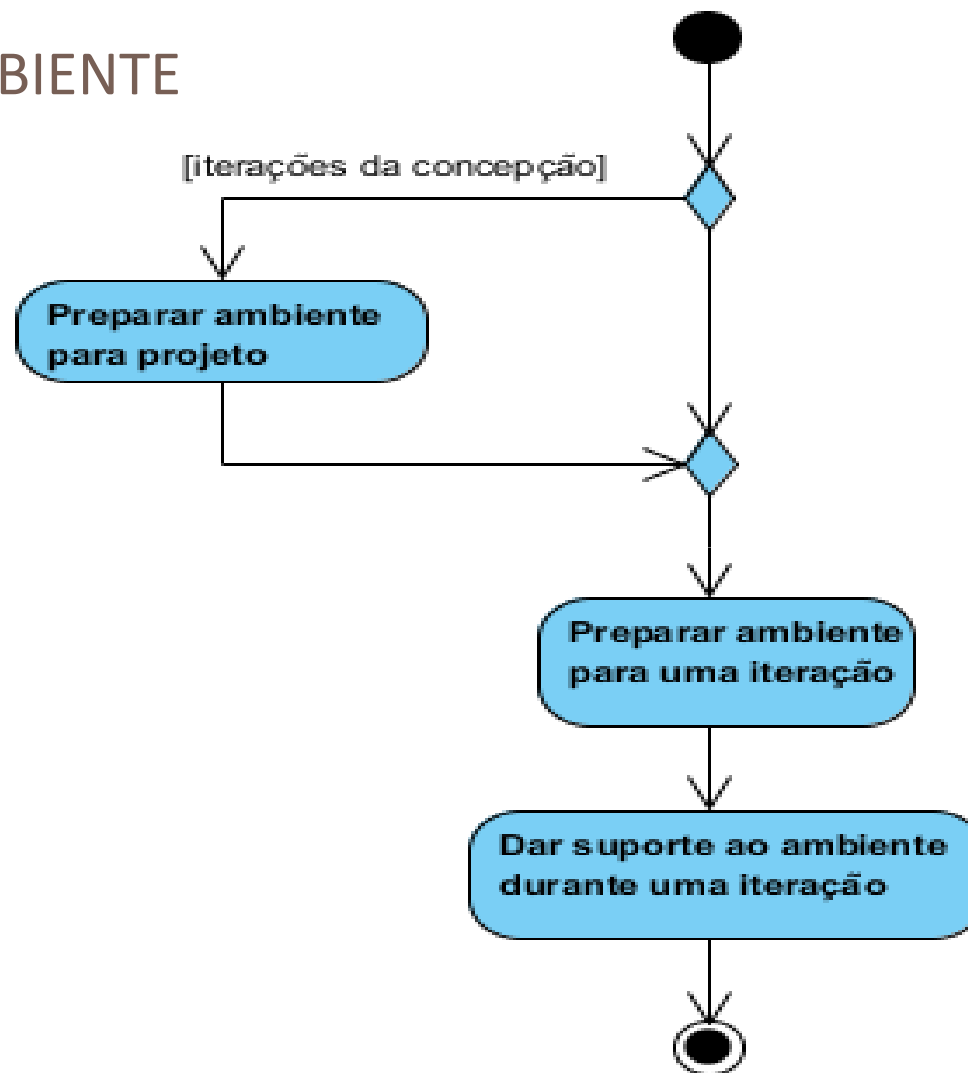 BIENTE
[iterações da concepção]
Preparar ambiente
para projeto
Preparar ambiente
para uma iteração
Dar suporte ao ambiente
durante uma iteração